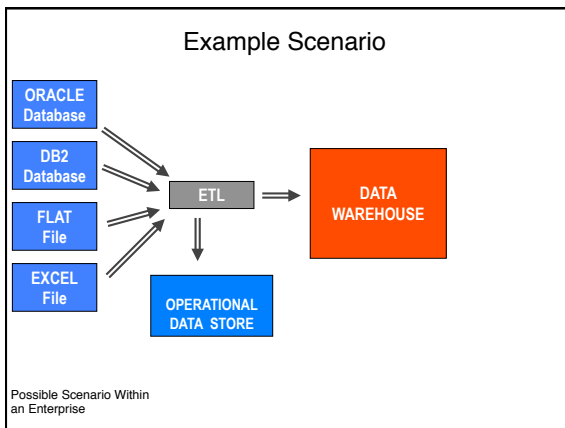 Example Scenario
ORACLE
Database
DB2
Database
FLAT
File
EXCEL
File
ETL
DATA
WAREHOUSE
OPERATIONAL
DATA STORE
Possible Scenario Within
an Enterprise